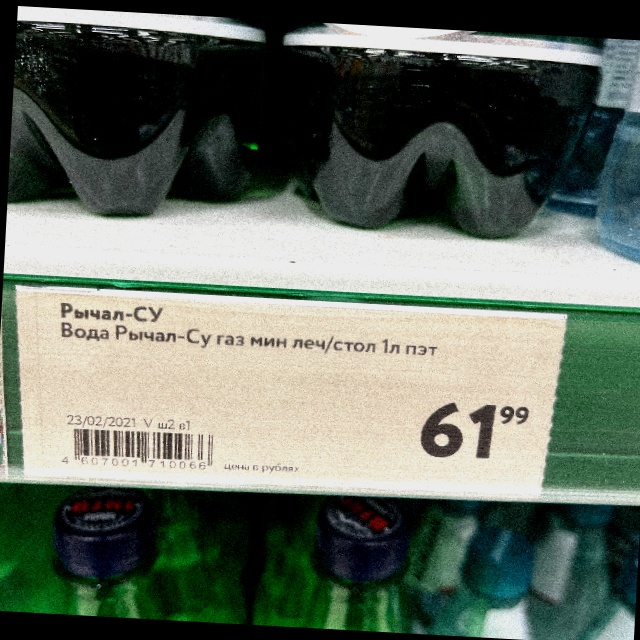 Рычал-СУ
Вода Рычал-Су газ мин леч/стол 1л пэт
61 99
23/02/2021 V ш2 в1
4 607001 710066 цены в рублях